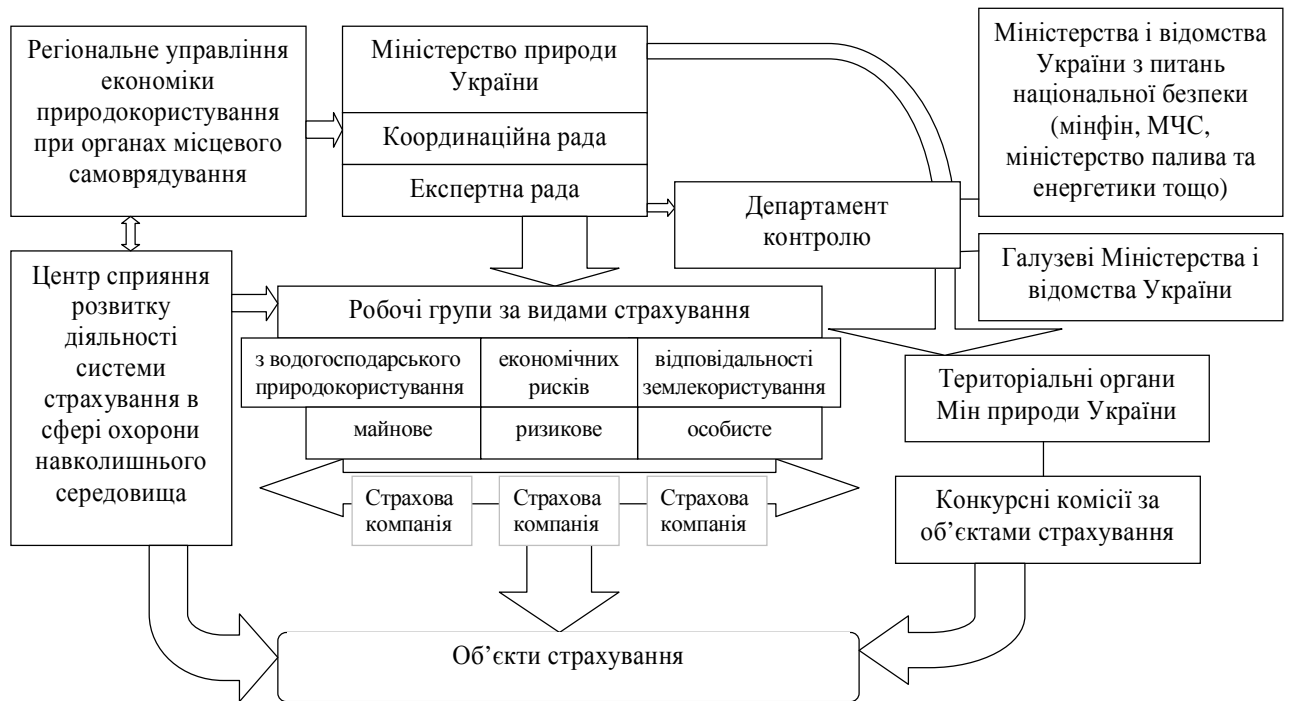 Регіональне управління
економіки
природокористування
при органах місцевого
самоврядування
Міністерство природи
України
Координаційна рада
Експертна рада
Міністерства і відомства
України з питань
національної безпеки
(мінфін, МЧС,
міністерство палива та
енергетики тощо)
Департамент
контролю
Галузеві Міністерства і
відомства України
Центр сприяння
розвитку
діяльності
системи
страхування в
сфері охорони
навколишнього
середовища
Робочі групи за видами страхування
з водогосподарського
природокористування
економічних
рисків
відповідальності
землекористування
майнове
ризикове
особисте
Територіальні органи
Мін природи України
Страхова
компанія
Страхова
компанія
Страхова
компанія
Конкурсні комісії за
об’єктами страхування
Об’єкти страхування